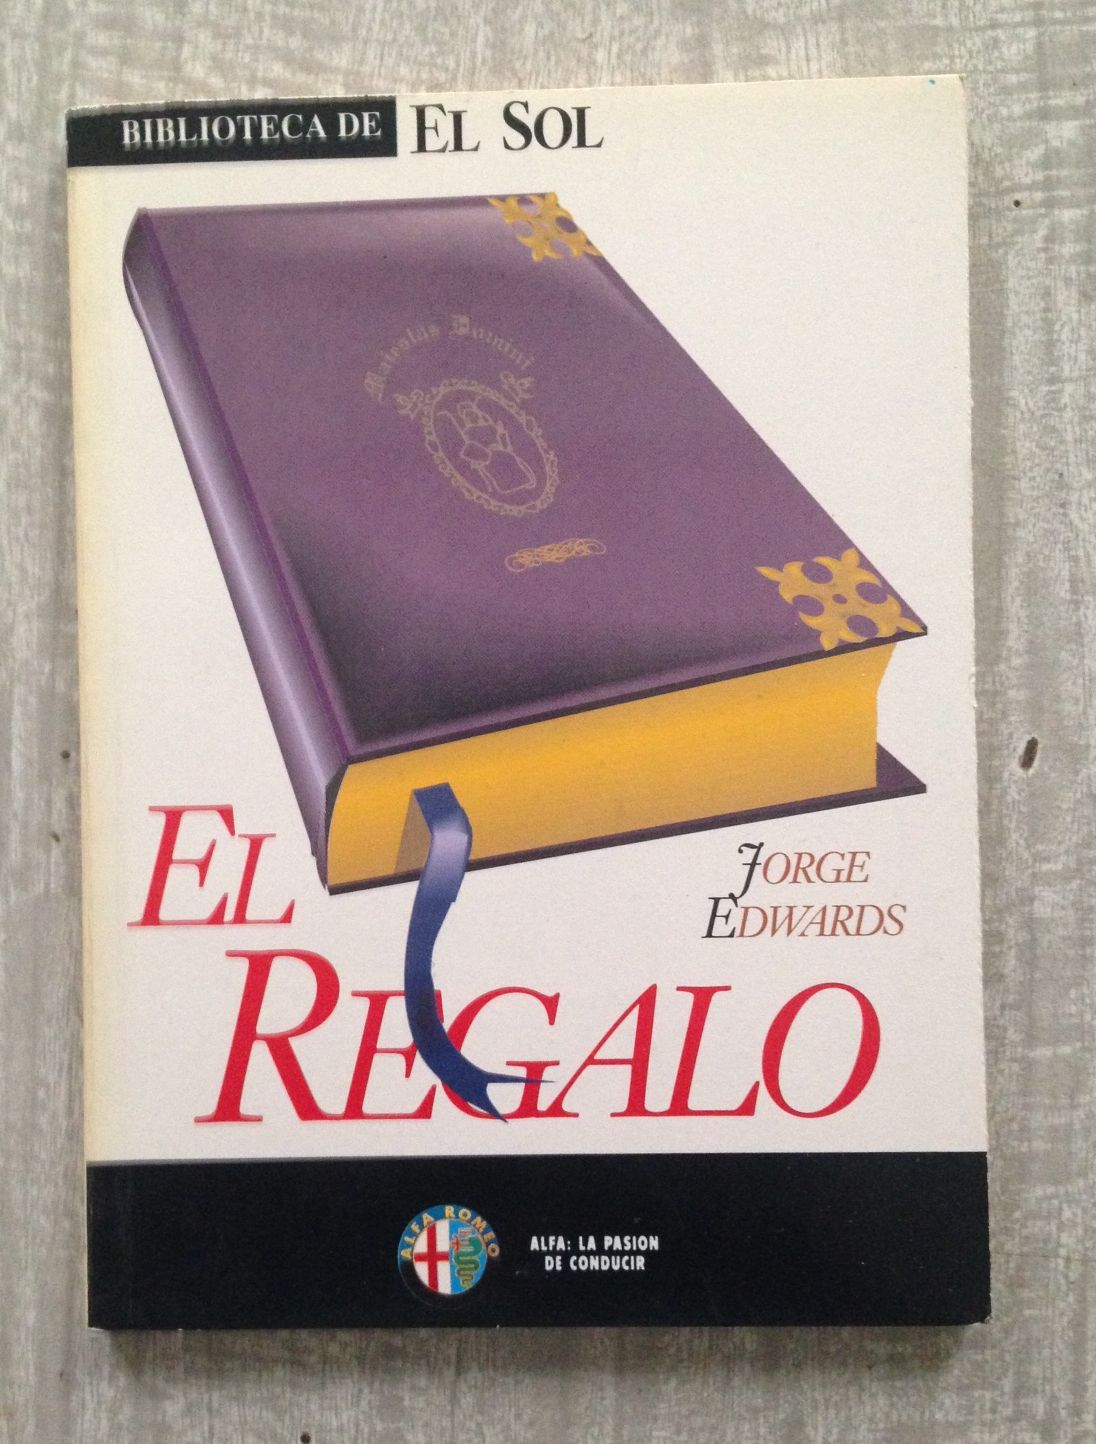 BIBLIOTECA DE EL SOL
Maiestas Domini
EL
REGALO
JORGE
EDWARDS
ALFA ROMEO
ALFA: LA PASION
DE CONDUCIR